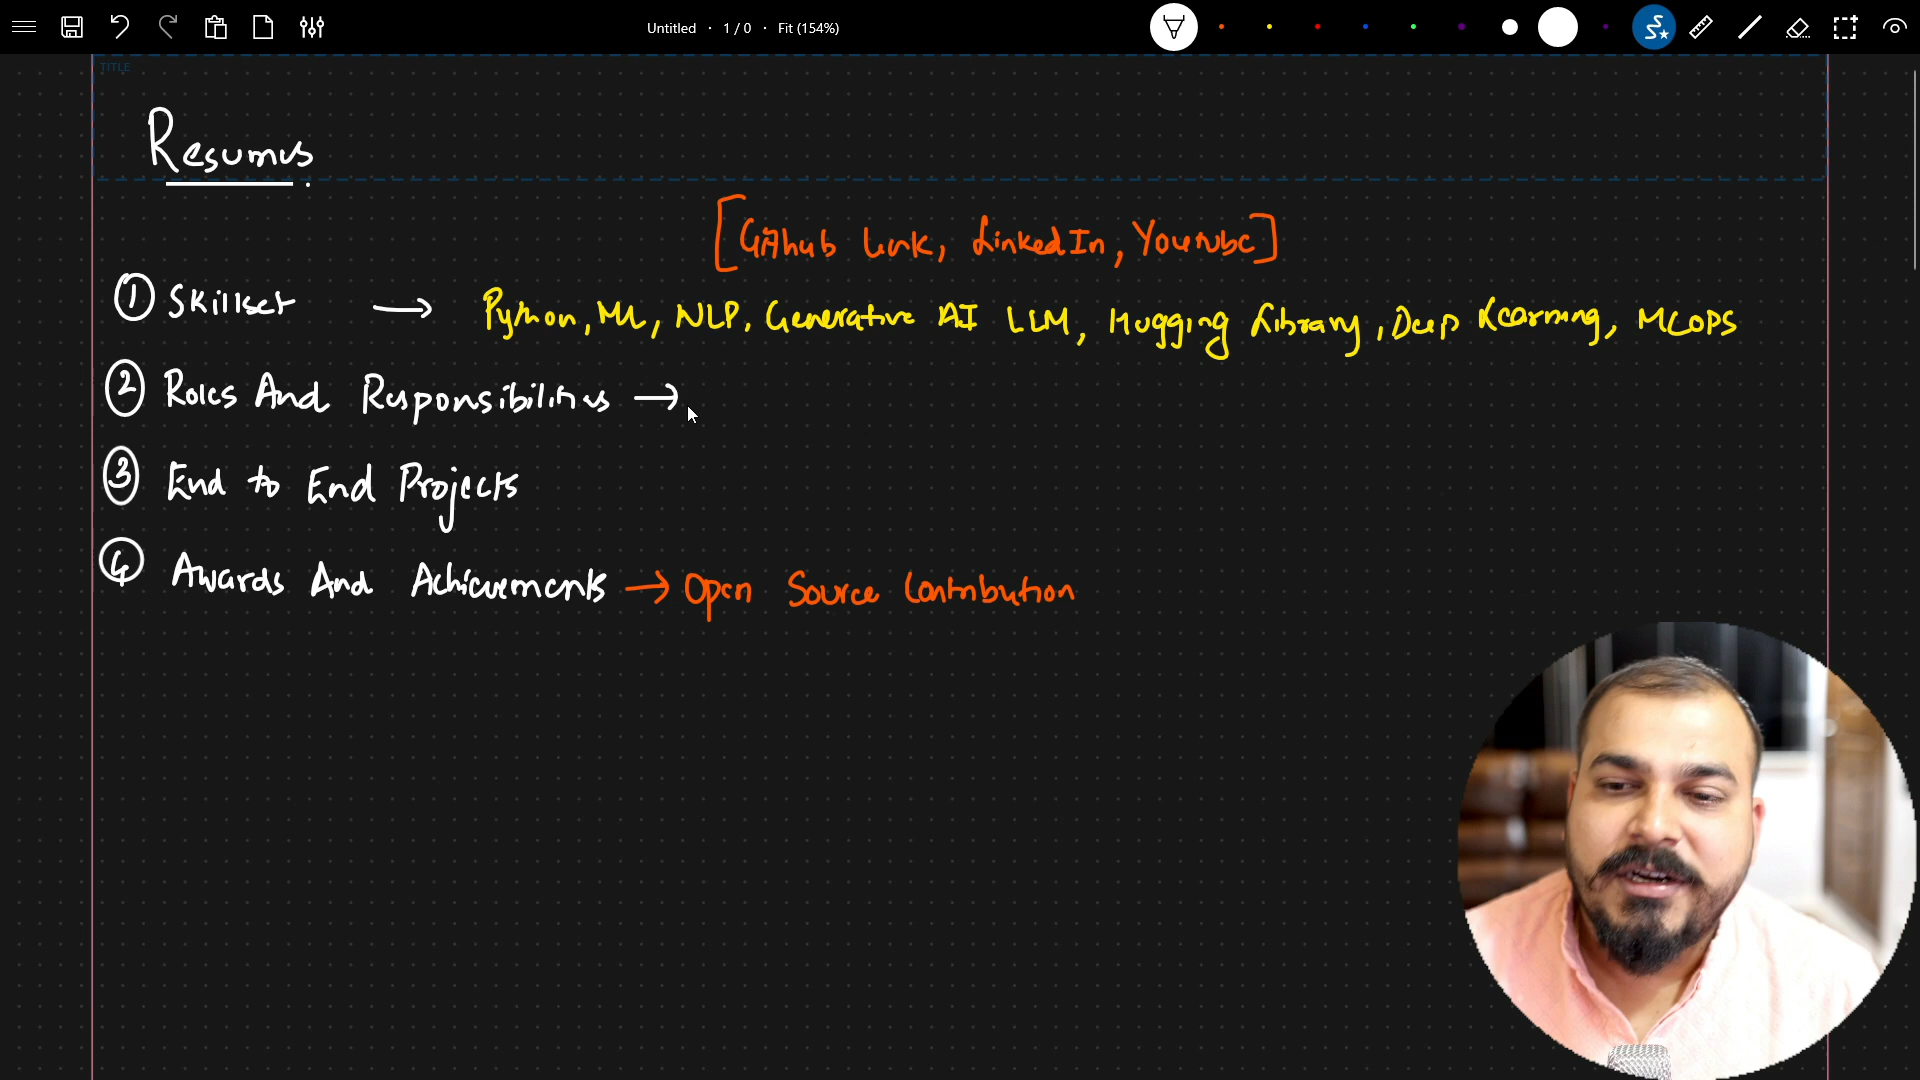 Untitled · 1 / 0 · Fit (154%)
TITLE
Resumes
[Github link, LinkedIn, Youtube]
① Skillset → Python, ML, NLP, Generative AI LLM, Hugging Library, Deep Learning, MLOPS
② Roles And Responsibilities →
③ End to End Projects
④ Awards And Achievements → Open Source Contribution